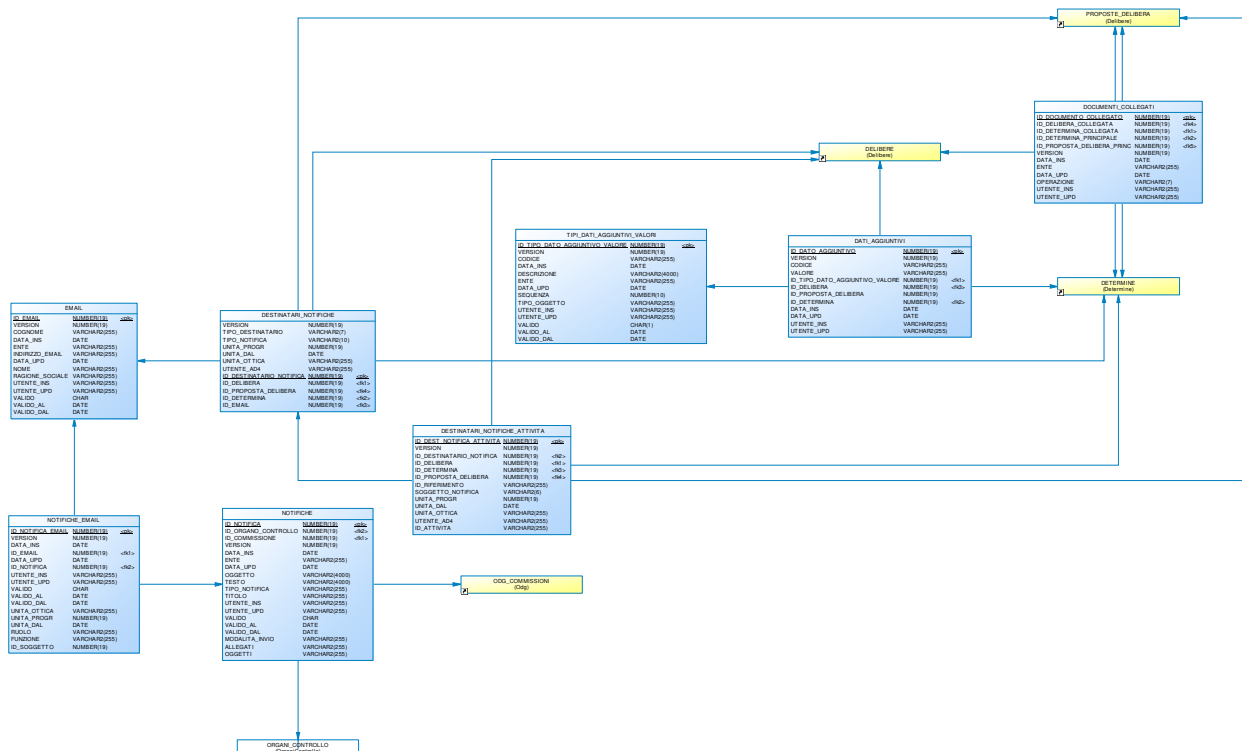 PROPOSTE_DELIBERA
(Delibere)
DOCUMENTI_COLLEGATI
ID_DOCUMENTO_COLLEGATO NUMBER(19) <pk>
ID_DELIBERA_COLLEGATA NUMBER(19) <fk4>
ID_DETERMINA_COLLEGATA NUMBER(19) <fk1>
ID_DETERMINA_PRINCIPALE NUMBER(19) <fk2>
ID_PROPOSTA_DELIBERA_PRINC NUMBER(19) <fk5>
VERSION NUMBER(19)
DATA_INS DATE
ENTE VARCHAR2(255)
DATA_UPD DATE
OPERAZIONE VARCHAR2(7)
UTENTE_INS VARCHAR2(255)
UTENTE_UPD VARCHAR2(255)
DELIBERE
(Delibere)
TIPI_DATI_AGGIUNTIVI_VALORI
ID_TIPO_DATO_AGGIUNTIVO_VALORE NUMBER(19) <pk>
VERSION NUMBER(19)
CODICE VARCHAR2(255)
DATA_INS DATE
DESCRIZIONE VARCHAR2(4000)
ENTE VARCHAR2(255)
DATA_UPD DATE
SEQUENZA NUMBER(10)
TIPO_OGGETTO VARCHAR2(255)
UTENTE_INS VARCHAR2(255)
UTENTE_UPD VARCHAR2(255)
VALIDO CHAR(1)
VALIDO_AL DATE
VALIDO_DAL DATE
DATI_AGGIUNTIVI
ID_DATO_AGGIUNTIVO NUMBER(19) <pk>
VERSION NUMBER(19)
CODICE VARCHAR2(255)
VALORE VARCHAR2(255)
ID_TIPO_DATO_AGGIUNTIVO_VALORE NUMBER(19) <fk1>
ID_DELIBERA NUMBER(19) <fk3>
ID_PROPOSTA_DELIBERA NUMBER(19)
ID_DETERMINA NUMBER(19) <fk2>
DATA_INS DATE
DATA_UPD DATE
UTENTE_INS VARCHAR2(255)
UTENTE_UPD VARCHAR2(255)
DETERMINE
(Determine)
EMAIL
ID_EMAIL NUMBER(19) <pk>
VERSION NUMBER(19)
COGNOME VARCHAR2(255)
DATA_INS DATE
ENTE VARCHAR2(255)
INDIRIZZO_EMAIL VARCHAR2(255)
DATA_UPD DATE
NOME VARCHAR2(255)
RAGIONE_SOCIALE VARCHAR2(255)
UTENTE_INS VARCHAR2(255)
UTENTE_UPD VARCHAR2(255)
VALIDO CHAR
VALIDO_AL DATE
VALIDO_DAL DATE
DESTINATARI_NOTIFICHE
VERSION NUMBER(19)
TIPO_DESTINATARIO VARCHAR2(7)
TIPO_NOTIFICA VARCHAR2(10)
UNITA_PROGR NUMBER(19)
UNITA_DAL DATE
UNITA_OTTICA VARCHAR2(255)
UTENTE_AD4 VARCHAR2(255)
ID_DESTINATARIO_NOTIFICA NUMBER(19) <pk>
ID_DELIBERA NUMBER(19) <fk1>
ID_PROPOSTA_DELIBERA NUMBER(19) <fk4>
ID_DETERMINA NUMBER(19) <fk2>
ID_EMAIL NUMBER(19) <fk3>
DESTINATARI_NOTIFICHE_ATTIVITA
ID_DEST_NOTIFICA_ATTIVITA NUMBER(19) <pk>
VERSION NUMBER(19)
ID_DESTINATARIO_NOTIFICA NUMBER(19) <fk2>
ID_DELIBERA NUMBER(19) <fk1>
ID_DETERMINA NUMBER(19) <fk3>
ID_PROPOSTA_DELIBERA NUMBER(19) <fk4>
ID_RIFERIMENTO VARCHAR2(255)
SOGGETTO_NOTIFICA VARCHAR2(6)
UNITA_PROGR NUMBER(19)
UNITA_DAL DATE
UNITA_OTTICA VARCHAR2(255)
UTENTE_AD4 VARCHAR2(255)
ID_ATTIVITA VARCHAR2(255)
NOTIFICHE_EMAIL
ID_NOTIFICA_EMAIL NUMBER(19) <pk>
VERSION NUMBER(19)
DATA_INS DATE
ID_EMAIL NUMBER(19) <fk1>
DATA_UPD DATE
ID_NOTIFICA NUMBER(19) <fk2>
UTENTE_INS VARCHAR2(255)
UTENTE_UPD VARCHAR2(255)
VALIDO CHAR
VALIDO_AL DATE
VALIDO_DAL DATE
UNITA_OTTICA VARCHAR2(255)
UNITA_PROGR NUMBER(19)
UNITA_DAL DATE
RUOLO VARCHAR2(255)
FUNZIONE VARCHAR2(255)
ID_SOGGETTO NUMBER(19)
NOTIFICHE
ID_NOTIFICA NUMBER(19) <pk>
ID_ORGANO_CONTROLLO NUMBER(19) <fk2>
ID_COMMISSIONE NUMBER(19) <fk1>
VERSION NUMBER(19)
DATA_INS DATE
ENTE VARCHAR2(255)
DATA_UPD DATE
OGGETTO VARCHAR2(4000)
TESTO VARCHAR2(4000)
TIPO_NOTIFICA VARCHAR2(255)
TITOLO VARCHAR2(255)
UTENTE_INS VARCHAR2(255)
UTENTE_UPD VARCHAR2(255)
VALIDO CHAR
VALIDO_AL DATE
VALIDO_DAL DATE
MODALITA_INVIO VARCHAR2(255)
ALLEGATI VARCHAR2(255)
OGGETTI VARCHAR2(255)
ODG_COMMISSIONI
(Odg)
ORGANI_CONTROLLO